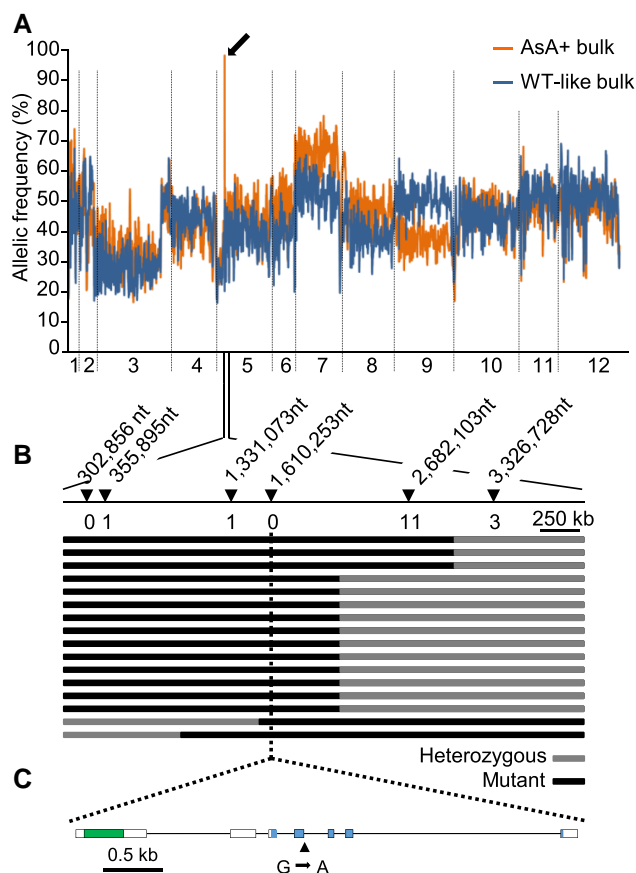 A
AsA+ bulk
WT-like bulk
Allelic frequency (%)
100
90
80
70
60
50
40
30
20
10
0
1 2 3 4 5 6 7 8 9 10 11 12
302,856 nt
355,895nt
1,331,073nt
1,610,253nt
2,682,103nt
3,326,728nt
B
0 1 1 0 11 3 250 kb
Heterozygous
Mutant
C
0.5 kb
G → A